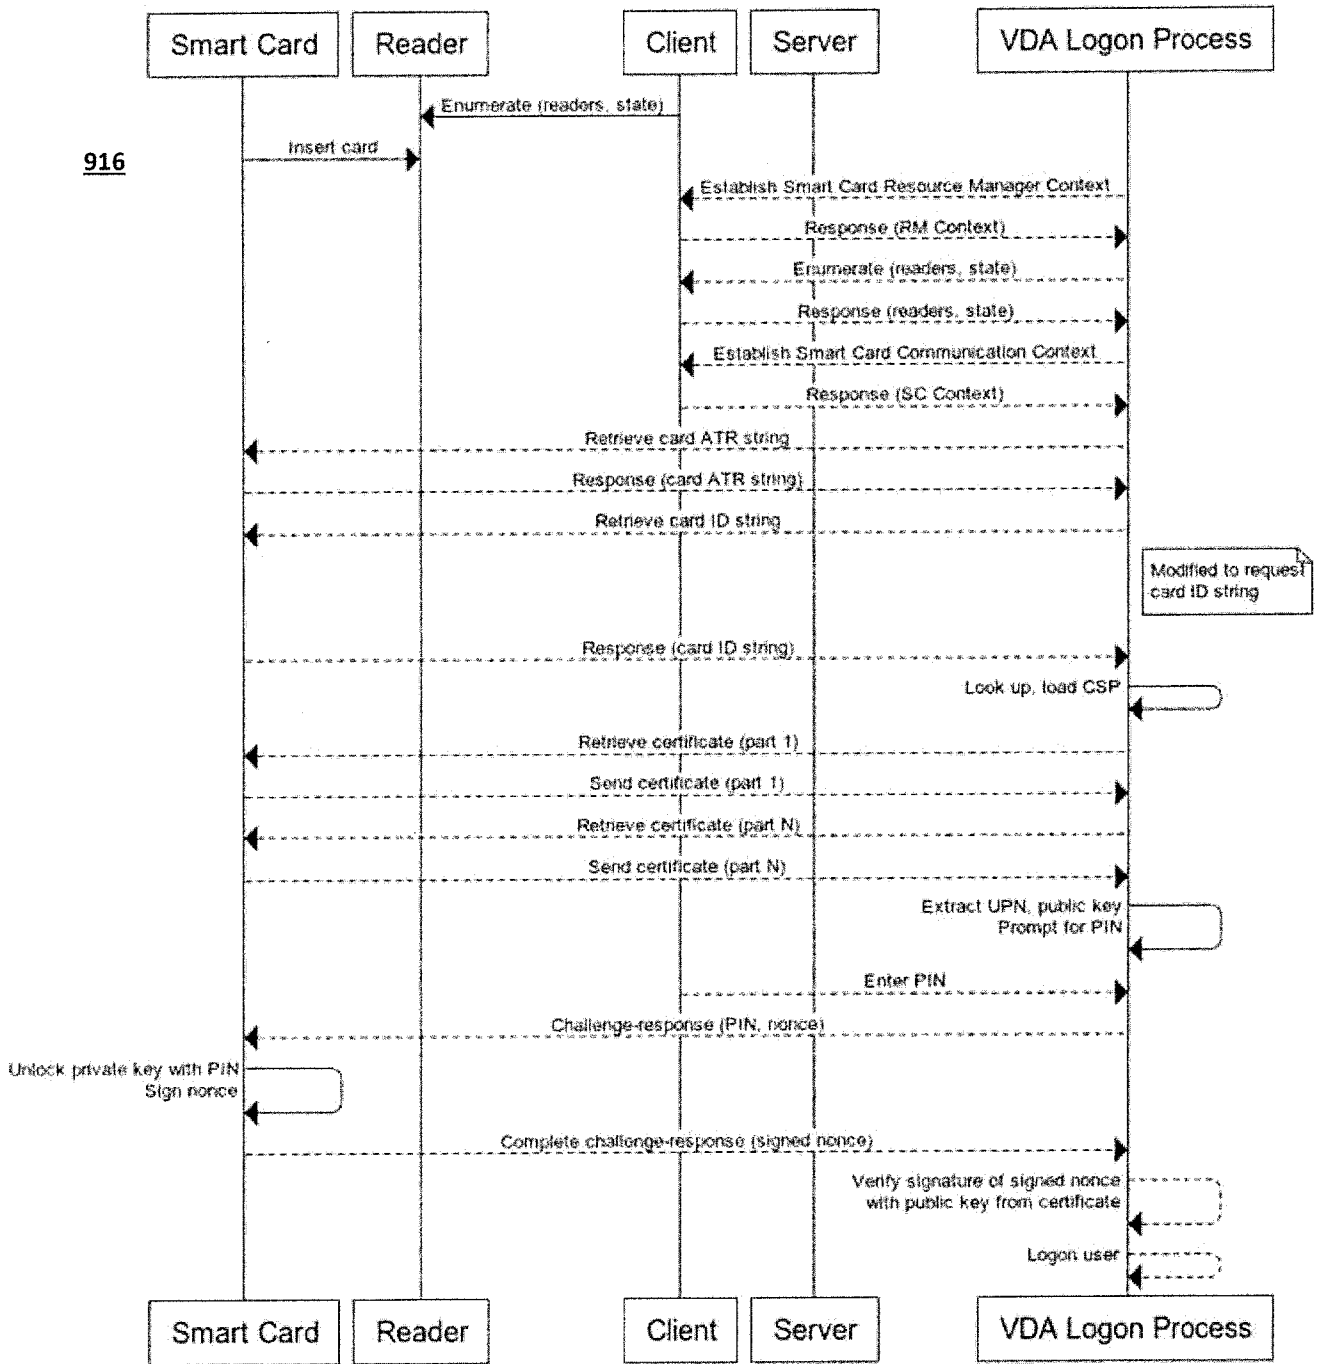 Smart Card
Reader
Client
Server
VDA Logon Process
Enumerate (readers, state)
Insert card
916
Establish Smart Card Resource Manager Context
Response (RM Context)
Enumerate (readers, state)
Response (readers, state)
Establish Smart Card Communication Context
Response (SC Context)
Retrieve card ATR string
Response (card ATR string)
Retrieve card ID string
Modified to request
card ID string
Response (card ID string)
Look up, load CSP
Retrieve certificate (part 1)
Send certificate (part 1)
Retrieve certificate (part N)
Send certificate (part N)
Extract UPN, public key
Prompt for PIN
Enter PIN
Challenge-response (PIN, nonce)
Unlock private key with PIN
Sign nonce
Complete challenge-response (signed nonce)
Verify signature of signed nonce
with public key from certificate
Logon user
Smart Card
Reader
Client
Server
VDA Logon Process